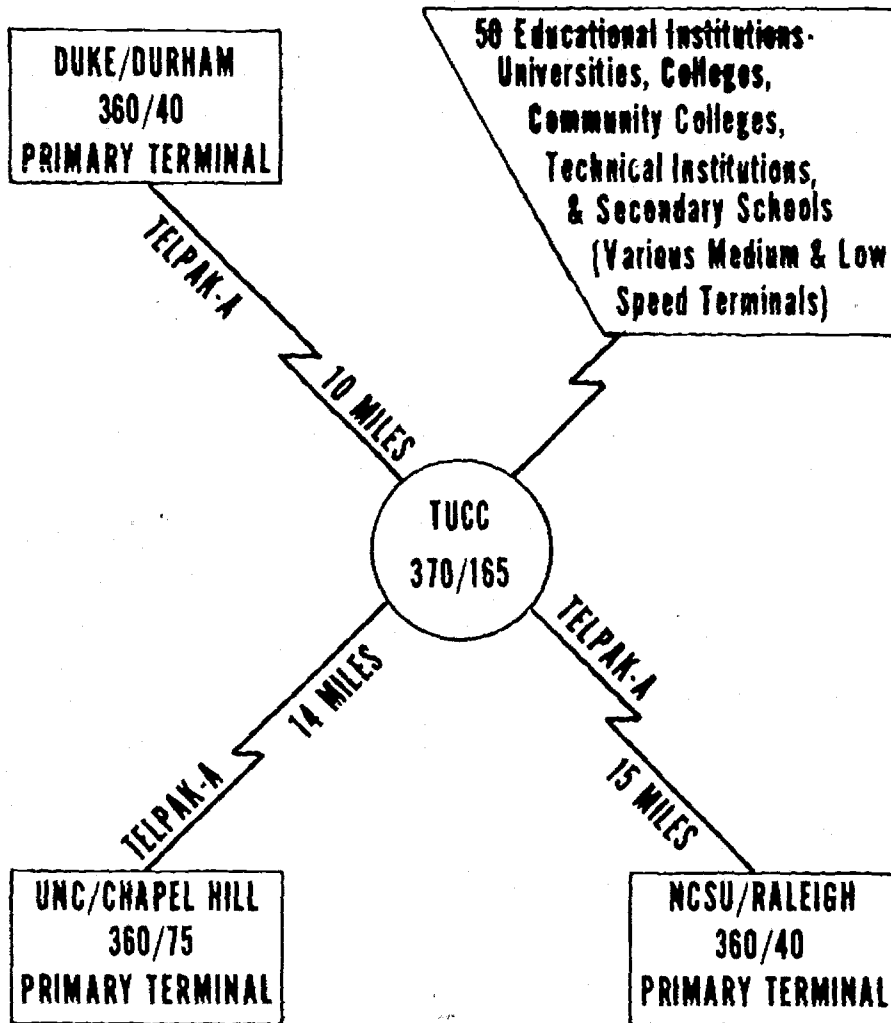 DUKE/DURHAM
360/40
PRIMARY TERMINAL
50 Educational Institutions-
Universities, Colleges,
Community Colleges,
Technical Institutions,
& Secondary Schools
(Various Medium & Low
Speed Terminals)
TELPAK-A
10 MILES
TUCC
370/165
TELPAK-A
14 MILES
TELPAK-A
15 MILES
UNC/CHAPEL HILL
360/75
PRIMARY TERMINAL
NCSU/RALEIGH
360/40
PRIMARY TERMINAL